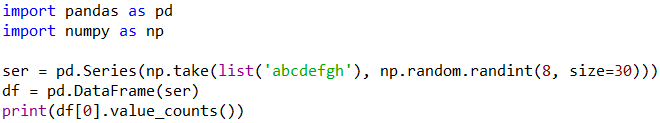 import pandas as pd
import numpy as np
ser = pd.Series(np.take(list('abcdefgh'), np.random.randint(8, size=30)))
df = pd.DataFrame(ser)
print(df[0].value_counts())